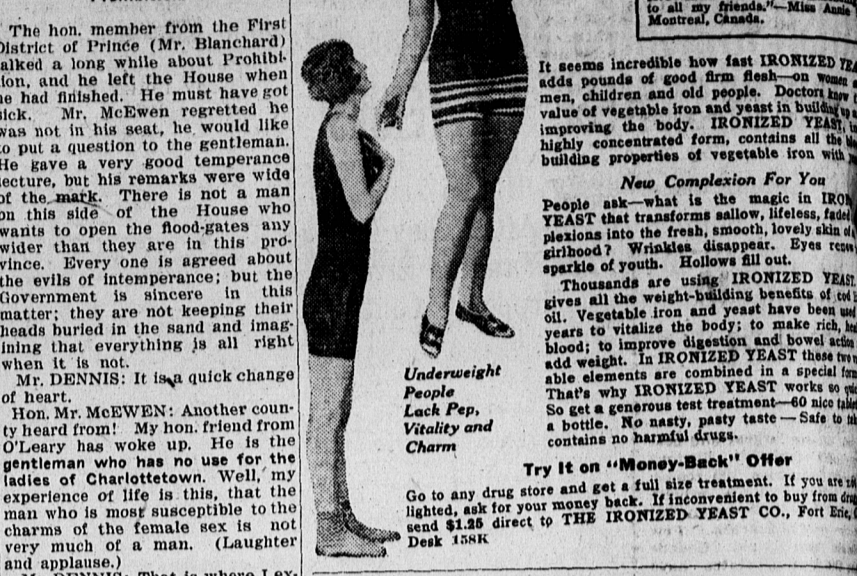 The hon. member from the First
District of Prince (Mr. Blanchard)
talked a long while about Prohibi-
tion, and he left the House when
he had finished. He must have got
sick. Mr. McEwen regretted he
was not in his seat, he would like
to put a question to the gentleman.
He gave a very good temperance
lecture, but his remarks were wide
of the mark. There is not a man
on this side of the House who
wants to open the flood-gates any
wider than they are in this pro-
vince. Every one is agreed about
the evils of intemperance; but the
Government is sincere in this
matter; they are not keeping their
heads buried in the sand and imag-
ining that everything is all right
when it is not.
Mr. DENNIS: It is a quick change
of heart.
Hon. Mr. McEWEN: Another coun-
ty heard from! My hon. friend from
O'Leary has woke up. He is the
gentleman who has no use for the
ladies of Charlottetown. Well, my
experience of life is this, that the
man who is most susceptible to the
charms of the female sex is not
very much of a man. (Laughter
and applause.)
Mr. DENNIS: That is where
Underweight
People
Lack Pep,
Vitality and
Charm
to all my friends."—Miss Annie
Montreal, Canada.
It seems incredible how fast IRONIZED
adds pounds of good firm flesh—on women
men, children and old people. Doctors know
value of vegetable iron and yeast in building up
improving the body. IRONIZED YEAST,
highly concentrated form, contains all the
building properties of vegetable iron with
New Complexion For You
People ask—what is the magic in
YEAST that transforms sallow, lifeless, faded
plexions into the fresh, smooth, lovely skin of
girlhood? Wrinkles disappear. Eyes
sparkle of youth. Hollows fill out.
Thousands are using IRONIZED YEAST.
gives all the weight-building benefits of cod
oil. Vegetable iron and yeast have been used
years to vitalize the body; to make rich,
blood; to improve digestion and bowel action
add weight. In IRONIZED YEAST these
able elements are combined in a special
That's why IRONIZED YEAST works so
So get a generous test treatment—60 nice
a bottle. No nasty, pasty taste—Safe to
contains no harmful drugs.
Try It on "Money-Back" Offer
Go to any drug store and get a full size treatment. If you are
lighted, ask for your money back. If inconvenient to buy from
send $1.25 direct to THE IRONIZED YEAST CO., Fort Erie,
Desk 158K